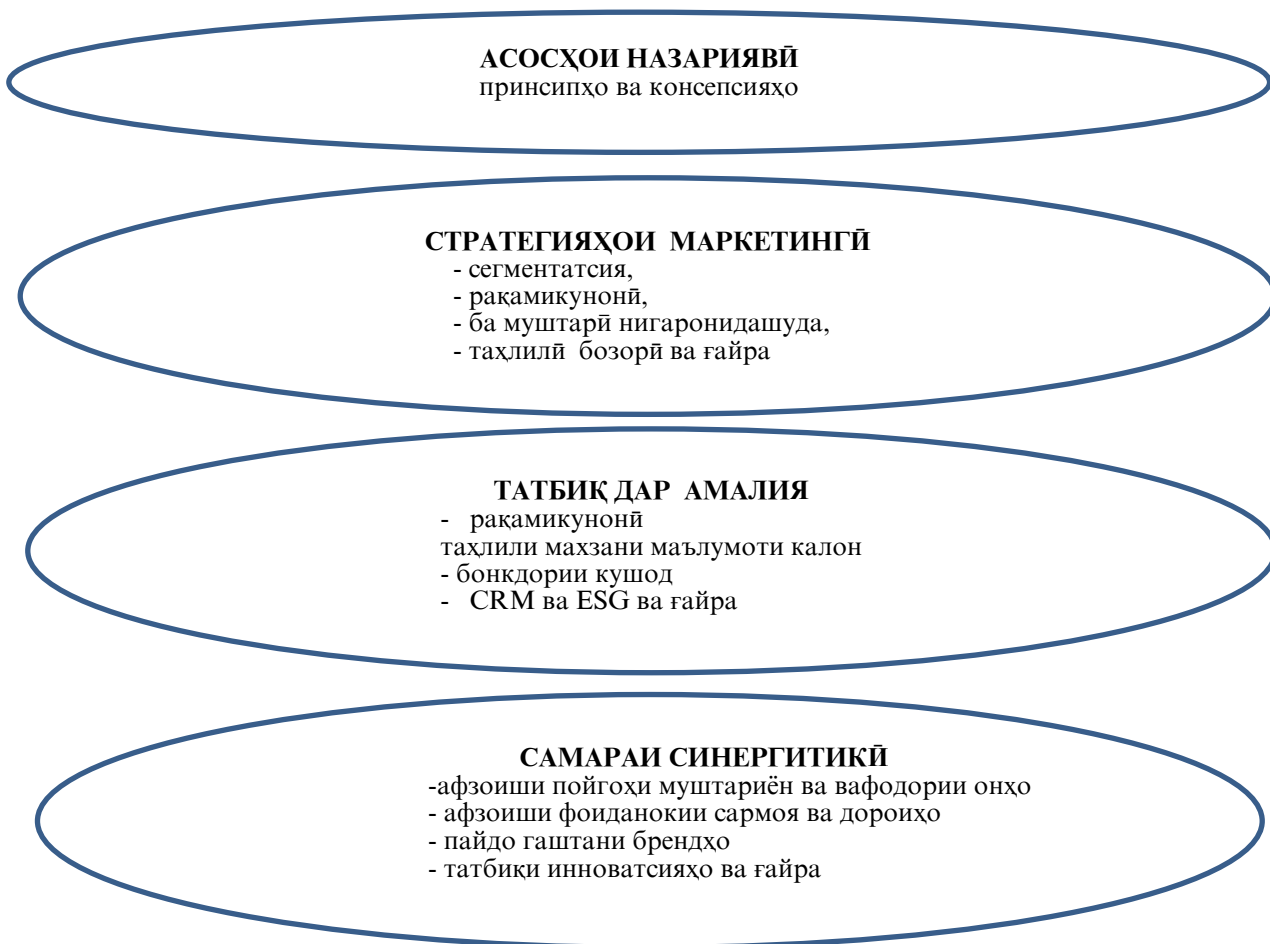 АСОСҲОИ НАЗАРИЯВӢ
принсипҳо ва консепсияҳо
СТРАТЕГИЯҲОИ МАРКЕТИНГӢ
- сегментатсия,
- рақамикунонӣ,
- ба муштарӣ нигаронидашуда,
- таҳлилӣ бозорӣ ва ғайра
ТАТБИҚ ДАР АМАЛИЯ
- рақамикунонӣ
таҳлили махзани маълумоти калон
- бонкдории кушод
- CRM ва ESG ва ғайра
САМАРАИ СИНЕРГИТИКӢ
-афзоиши пойгоҳи муштариён ва вафодории онҳо
- афзоиши фоиданокии сармоя ва дороиҳо
- пайдо гаштани брендҳо
- татбиқи инноватсияҳо ва ғайра